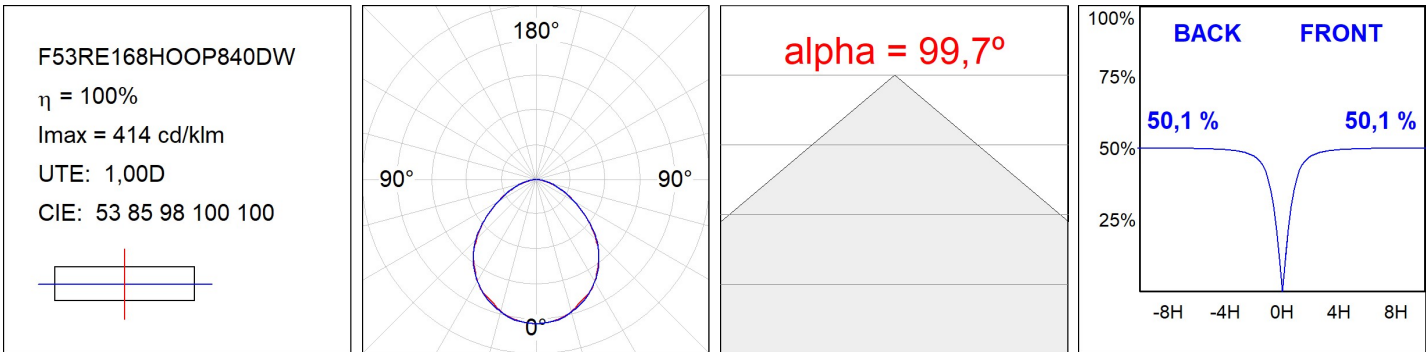 F53RE168HOOP840DW
η = 100%
Imax = 414 cd/klm
UTE: 1,00D
CIE: 53 85 98 100 100
180°
90° 90°
0°
alpha = 99,7º
100%
BACK FRONT
75%
50,1 % 50,1 %
50%
25%
-8H -4H 0H 4H 8H